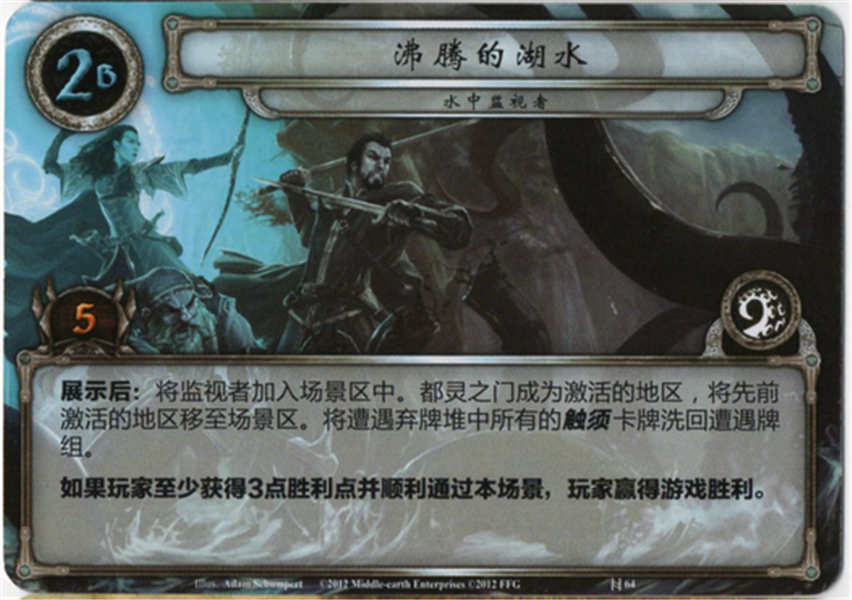 2B
沸腾的湖水
水中监视者
5
展示后：将监视者加入场景区中。都灵之门成为激活的地区，将先前
激活的地区移至场景区。将遭遇弃牌堆中所有的触须卡牌洗回遭遇牌
组。
如果玩家至少获得3点胜利点并顺利通过本场景，玩家赢得游戏胜利。
Illus. Adam Schumpert ©2012 Middle-earth Enterprises ©2012 FFG 64